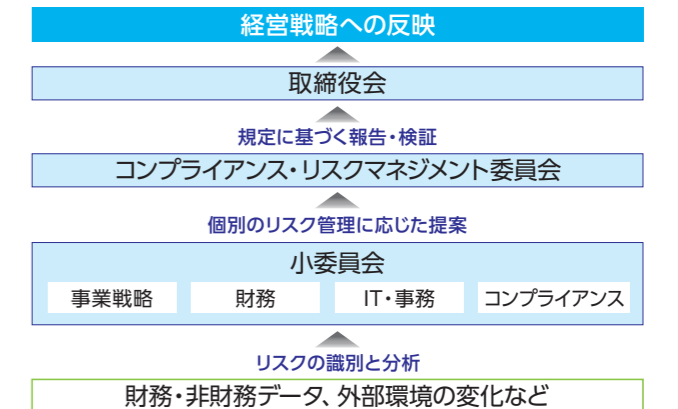 経営戦略への反映
取締役会
規定に基づく報告・検証
コンプライアンス・リスクマネジメント委員会
個別のリスク管理に応じた提案
小委員会
事業戦略 財務 IT・事務 コンプライアンス
リスクの識別と分析
財務・非財務データ、外部環境の変化など